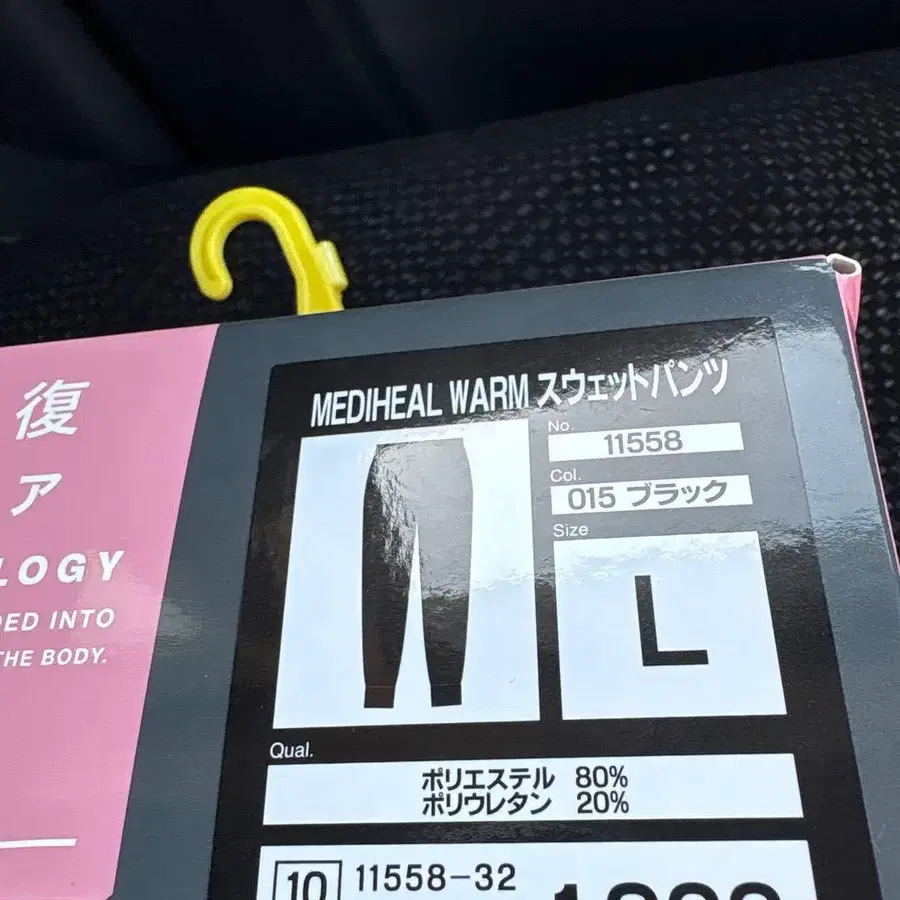 復
ア
LOGY
DED INTO
THE BODY.
MEDIHEAL WARM スウェットパンツ
No.
11558
Col.
015 ブラック
Size
L
Qual.
ポリエステル 80%
ポリウレタン 20%
10 11558-32